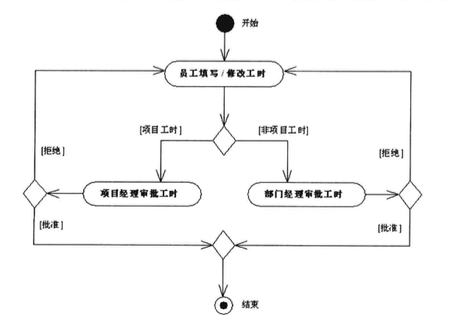 开始
员工填写 / 修改工时
[项目工时]
[非项目工时]
[拒绝]
[拒绝]
项目经理审批工时
部门经理审批工时
[批准]
[批准]
结束